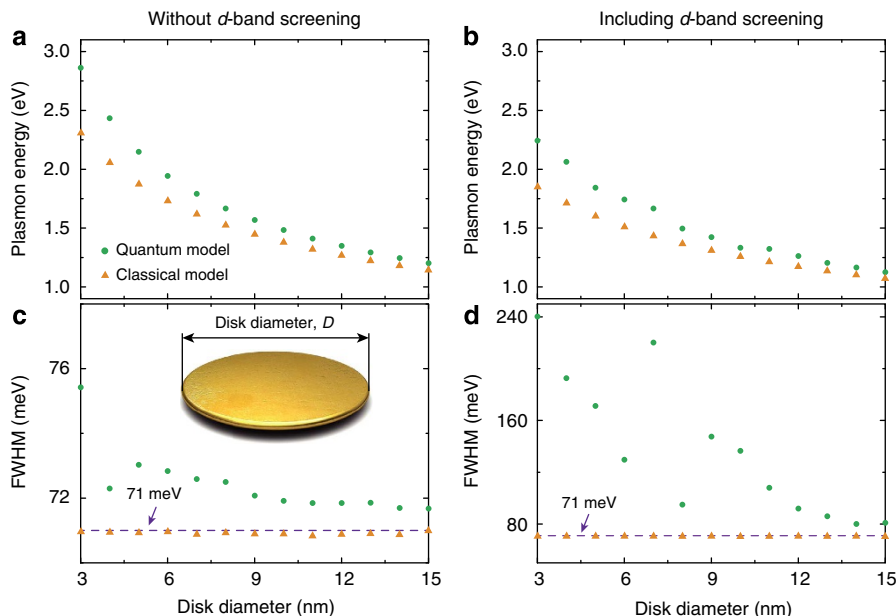 Without d-band screening
Including d-band screening
a
b
3.0
2.5
2.0
1.5
1.0
Plasmon energy (eV)
Quantum model
Classical model
3.0
2.5
2.0
1.5
1.0
Plasmon energy (eV)
c
d
76
72
FWHM (meV)
Disk diameter, D
71 meV
3 6 9 12 15
Disk diameter (nm)
240
160
80
FWHM (meV)
71 meV
3 6 9 12 15
Disk diameter (nm)